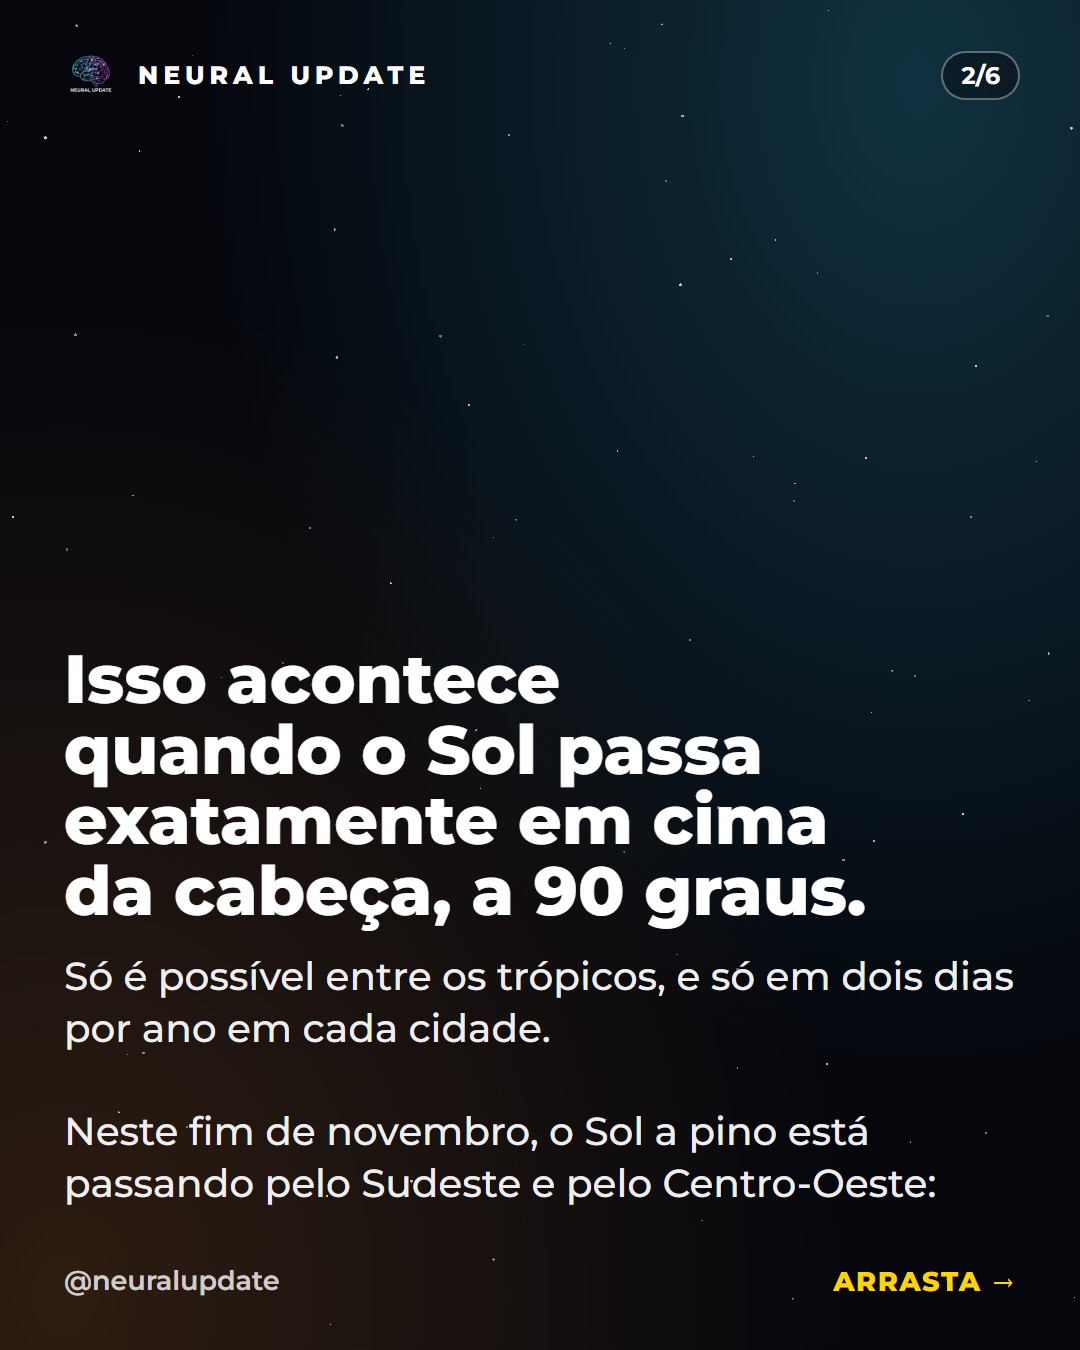 NEURAL UPDATE
NEURAL UPDATE
2/6
Isso acontece
quando o Sol passa
exatamente em cima
da cabeça, a 90 graus.
Só é possível entre os trópicos, e só em dois dias
por ano em cada cidade.
Neste fim de novembro, o Sol a pino está
passando pelo Sudeste e pelo Centro-Oeste:
@neuralupdate
ARRASTA →